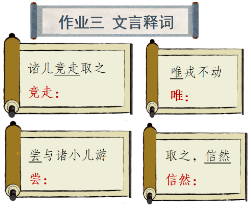 作业三 文言释词
诸儿竞走取之
竞走：
唯戎不动
唯：
尝与诸小儿游
尝：
取之，信然
信然：